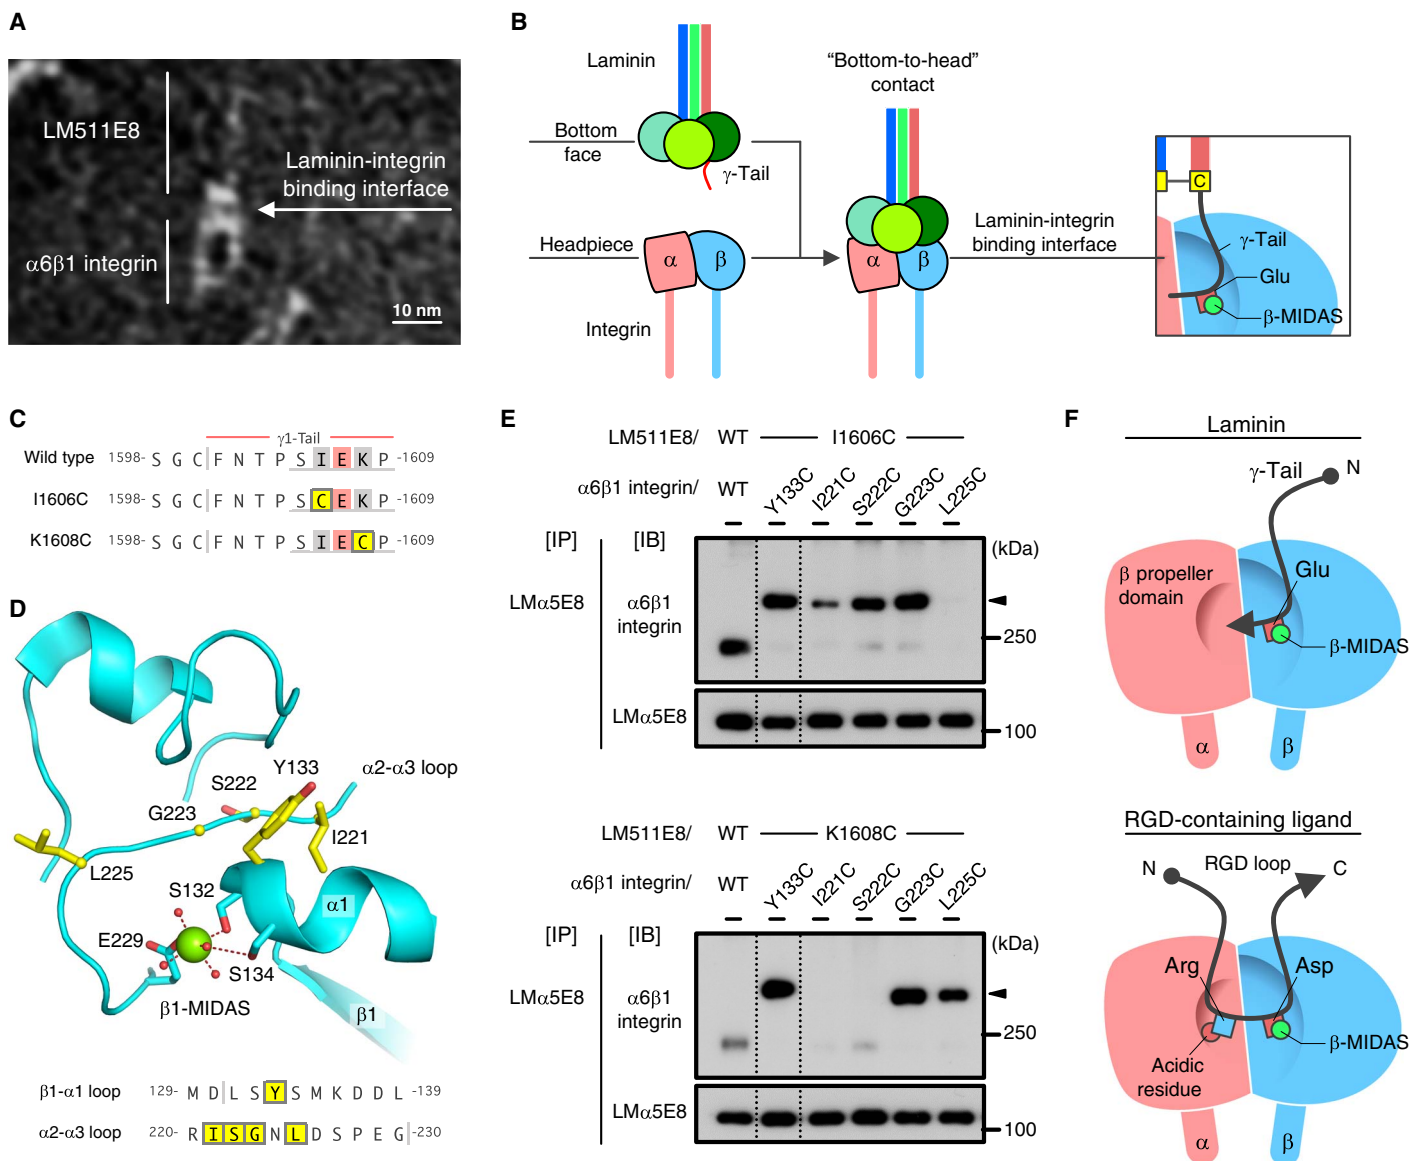 A
LM511E8
α6β1 integrin
Laminin-integrin
binding interface
10 nm
B
Laminin
Bottom
face
γ-Tail
Headpiece
α
β
Integrin
“Bottom-to-head”
contact
α
β
Laminin-integrin
binding interface
C
γ-Tail
Glu
β-MIDAS
C
γ1-Tail
Wild type 1598- S G C F N T P S I E K P -1609
I1606C 1598- S G C F N T P S C E K P -1609
K1608C 1598- S G C F N T P S I E C P -1609
D
Y133
α2-α3 loop
S222
G223
I221
L225
S132
α1
E229
S134
β1-MIDAS
β1
β1-α1 loop 129- M D L S Y S M K D D L -139
α2-α3 loop 220- R I S G N L D S P E G -230
E
LM511E8/ WT I1606C
α6β1 integrin/ WT Y133C I221C S222C G223C L225C
[IP] [IB] (kDa)
LMα5E8 α6β1
integrin
250
LMα5E8
100
LM511E8/ WT K1608C
α6β1 integrin/ WT Y133C I221C S222C G223C L225C
[IP] [IB] (kDa)
LMα5E8 α6β1
integrin
250
LMα5E8
100
F
Laminin
γ-Tail
N
β propeller
domain
Glu
β-MIDAS
α
β
RGD-containing ligand
N
RGD loop
C
Arg
Asp
β-MIDAS
Acidic
residue
α
β